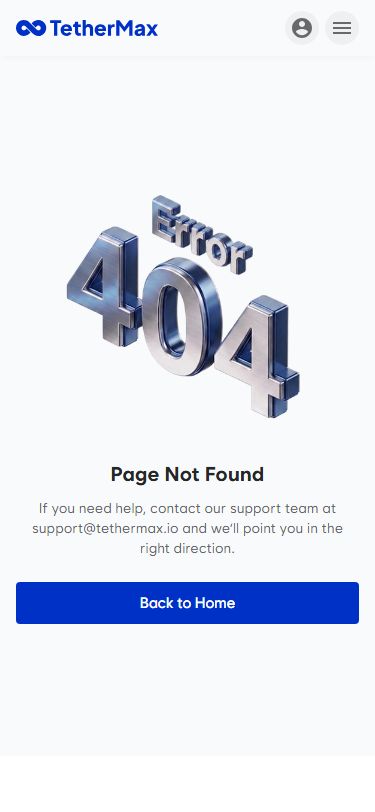 TetherMax
Error
404
Page Not Found
If you need help, contact our support team at
support@tethermax.io and we’ll point you in the
right direction.
Back to Home